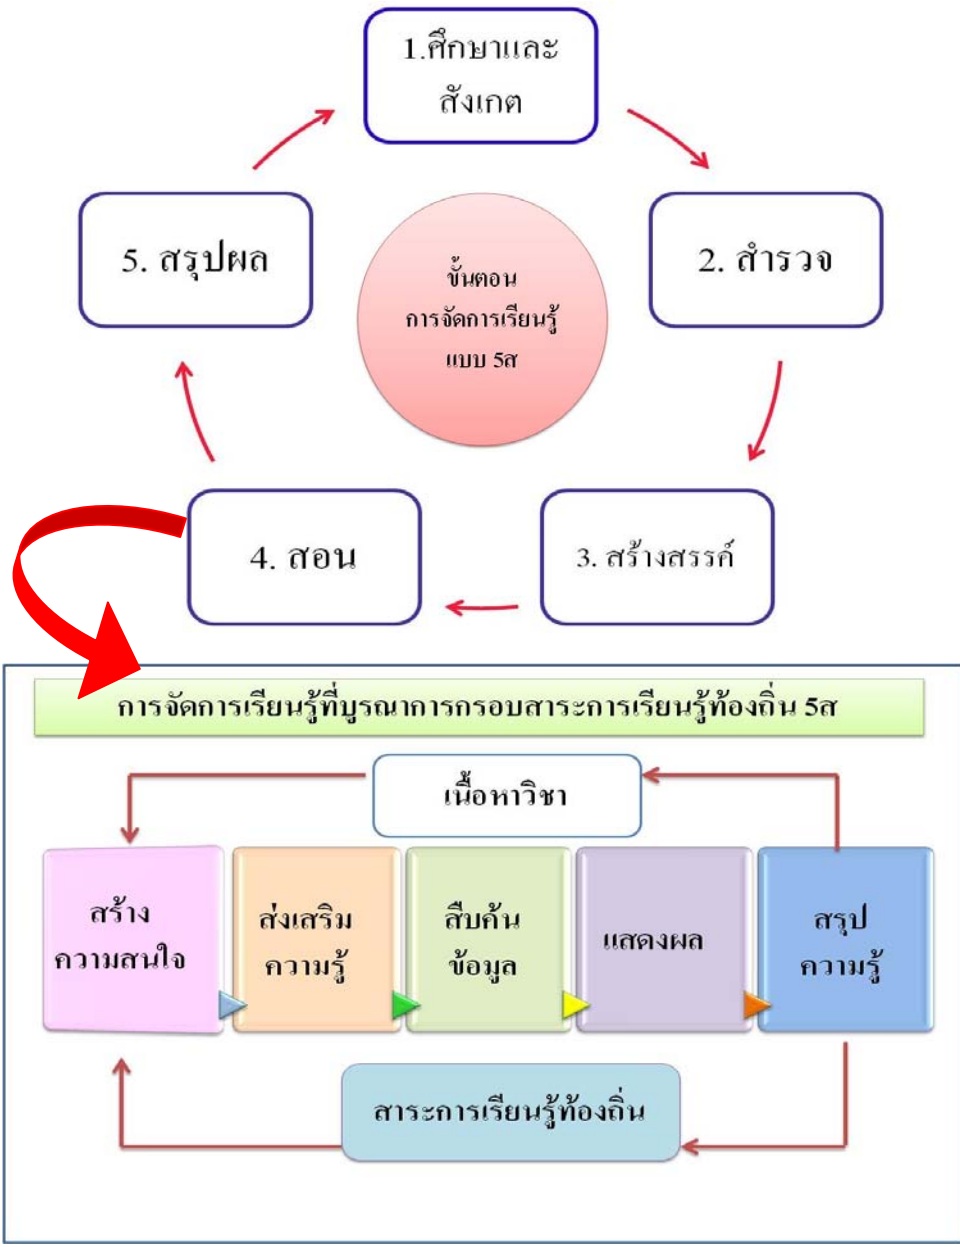 1.ศึกษาและ
สังเกต
5. สรุปผล
2. สำรวจ
ขั้นตอน
การจัดการเรียนรู้
แบบ 5ส
4. สอน
3. สร้างสรรค์
การจัดการเรียนรู้ที่บูรณาการกรอบสาระการเรียนรู้ท้องถิ่น 5ส
เนื้อหาวิชา
สร้าง
ความสนใจ
ส่งเสริม
ความรู้
สืบค้น
ข้อมูล
แสดงผล
สรุป
ความรู้
สาระการเรียนรู้ท้องถิ่น